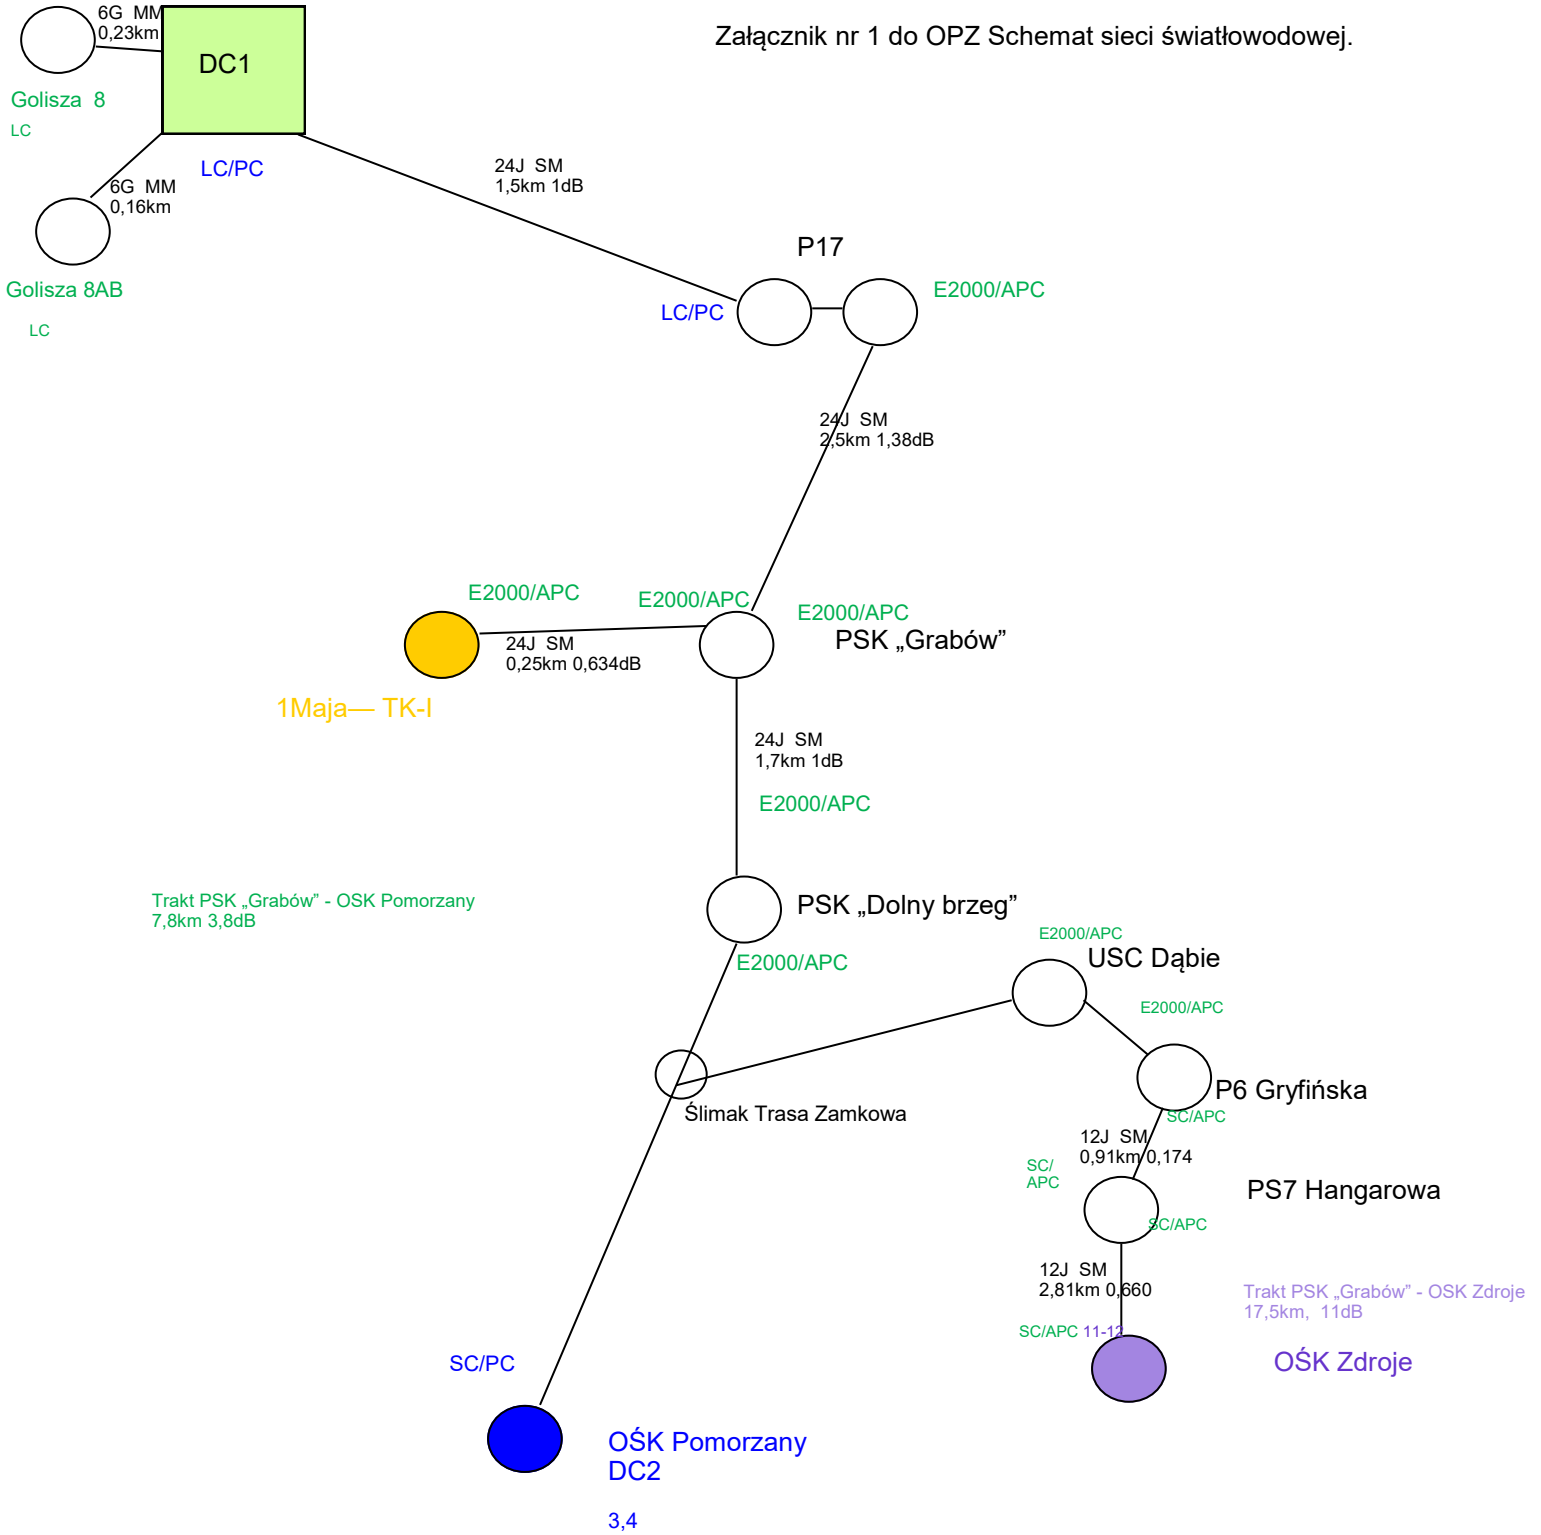 6G MM
0,23km
Załącznik nr 1 do OPZ Schemat sieci światłowodowej.
DC1
Golisza 8
LC
LC/PC
24J SM
1,5km 1dB
6G MM
0,16km
P17
Golisza 8AB
E2000/APC
LC/PC
LC
24J SM
2,5km 1,38dB
E2000/APC
E2000/APC
E2000/APC
PSK „Grabów”
24J SM
0,25km 0,634dB
1Maja— TK-I
24J SM
1,7km 1dB
E2000/APC
Trakt PSK „Grabów” - OSK Pomorzany
7,8km 3,8dB
PSK „Dolny brzeg”
E2000/APC
USC Dąbie
E2000/APC
E2000/APC
P6 Gryfińska
Ślimak Trasa Zamkowa
SC/APC
12J SM
0,91km 0,174
SC/
APC
PS7 Hangarowa
SC/APC
12J SM
2,81km 0,660
Trakt PSK „Grabów” - OSK Zdroje
17,5km, 11dB
SC/APC 11-12
SC/PC
OŚK Zdroje
OŚK Pomorzany
DC2
3,4